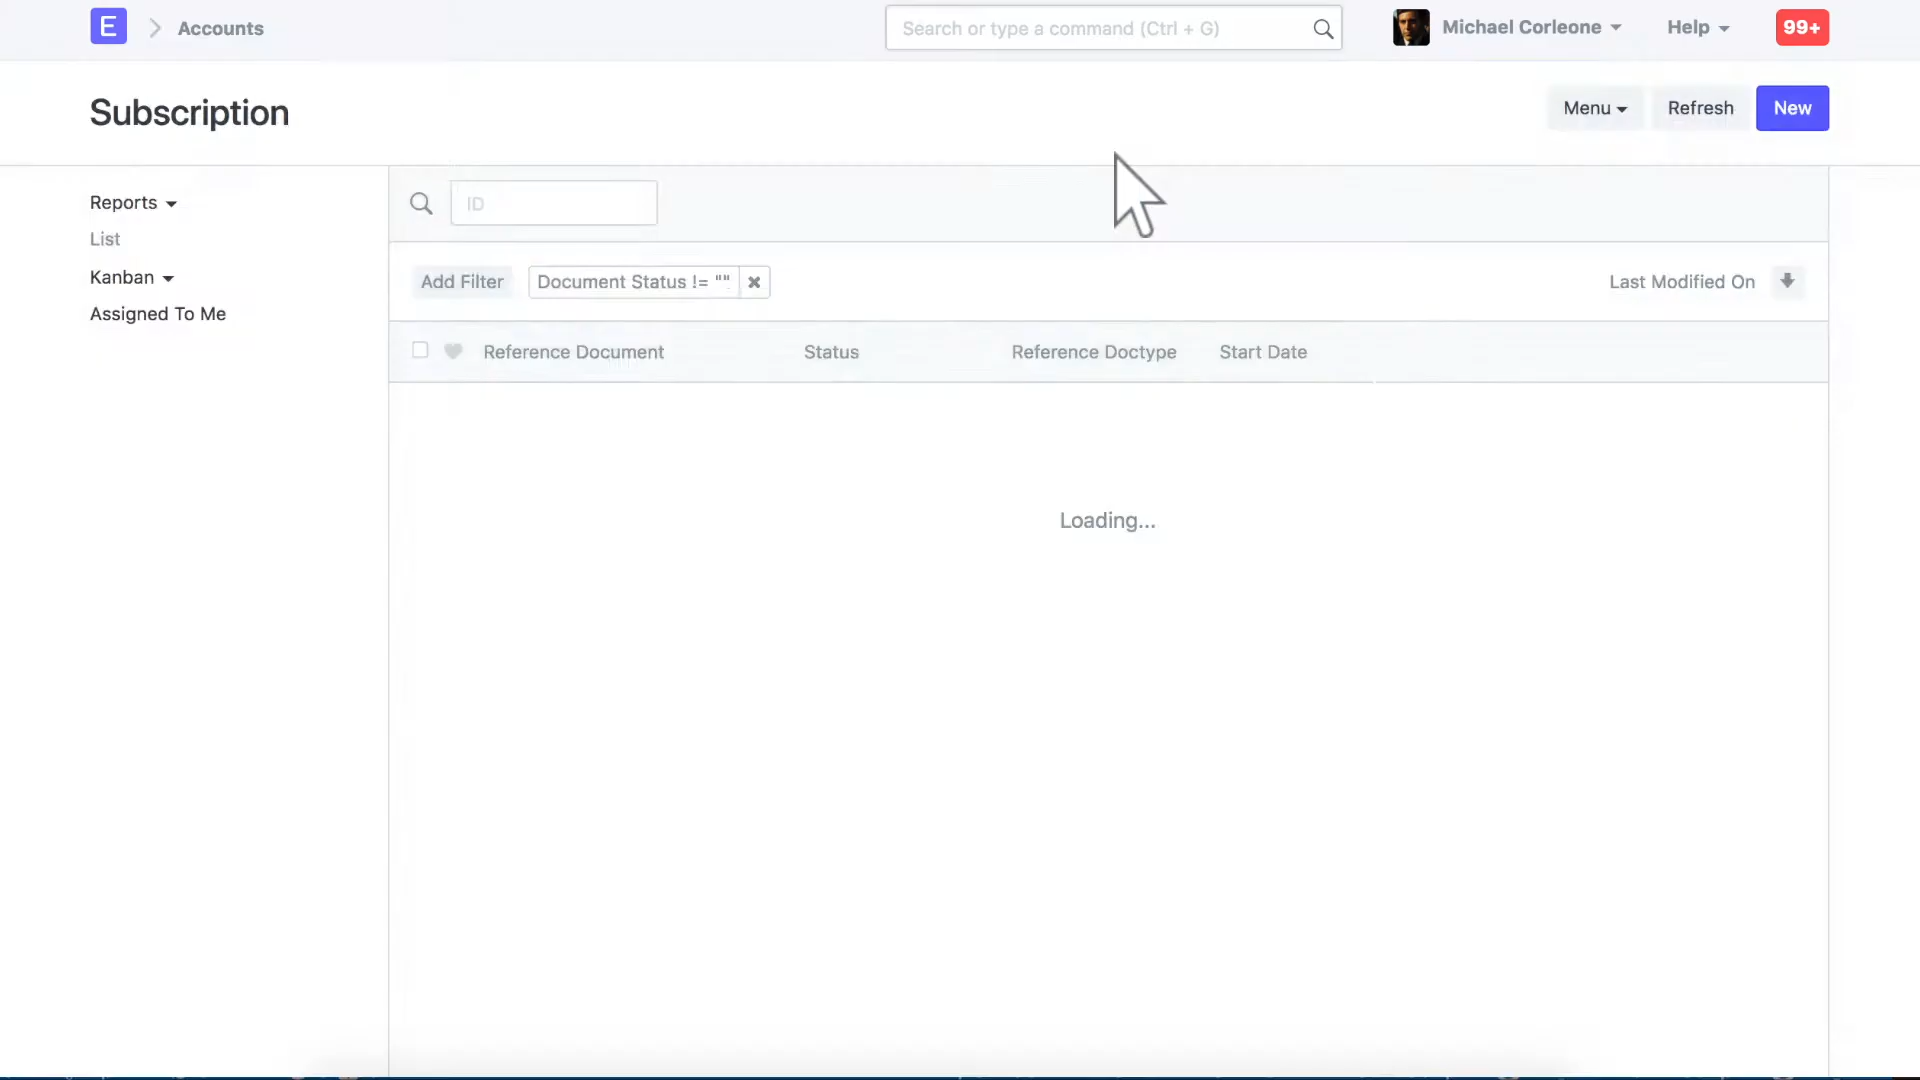 E Accounts Search or type a command (Ctrl + G) Michael Corleone Help 99+
Subscription Menu Refresh New
Reports ID
List
Kanban Add Filter Document Status != "" Last Modified On
Assigned To Me
Reference Document Status Reference Doctype Start Date
Loading...